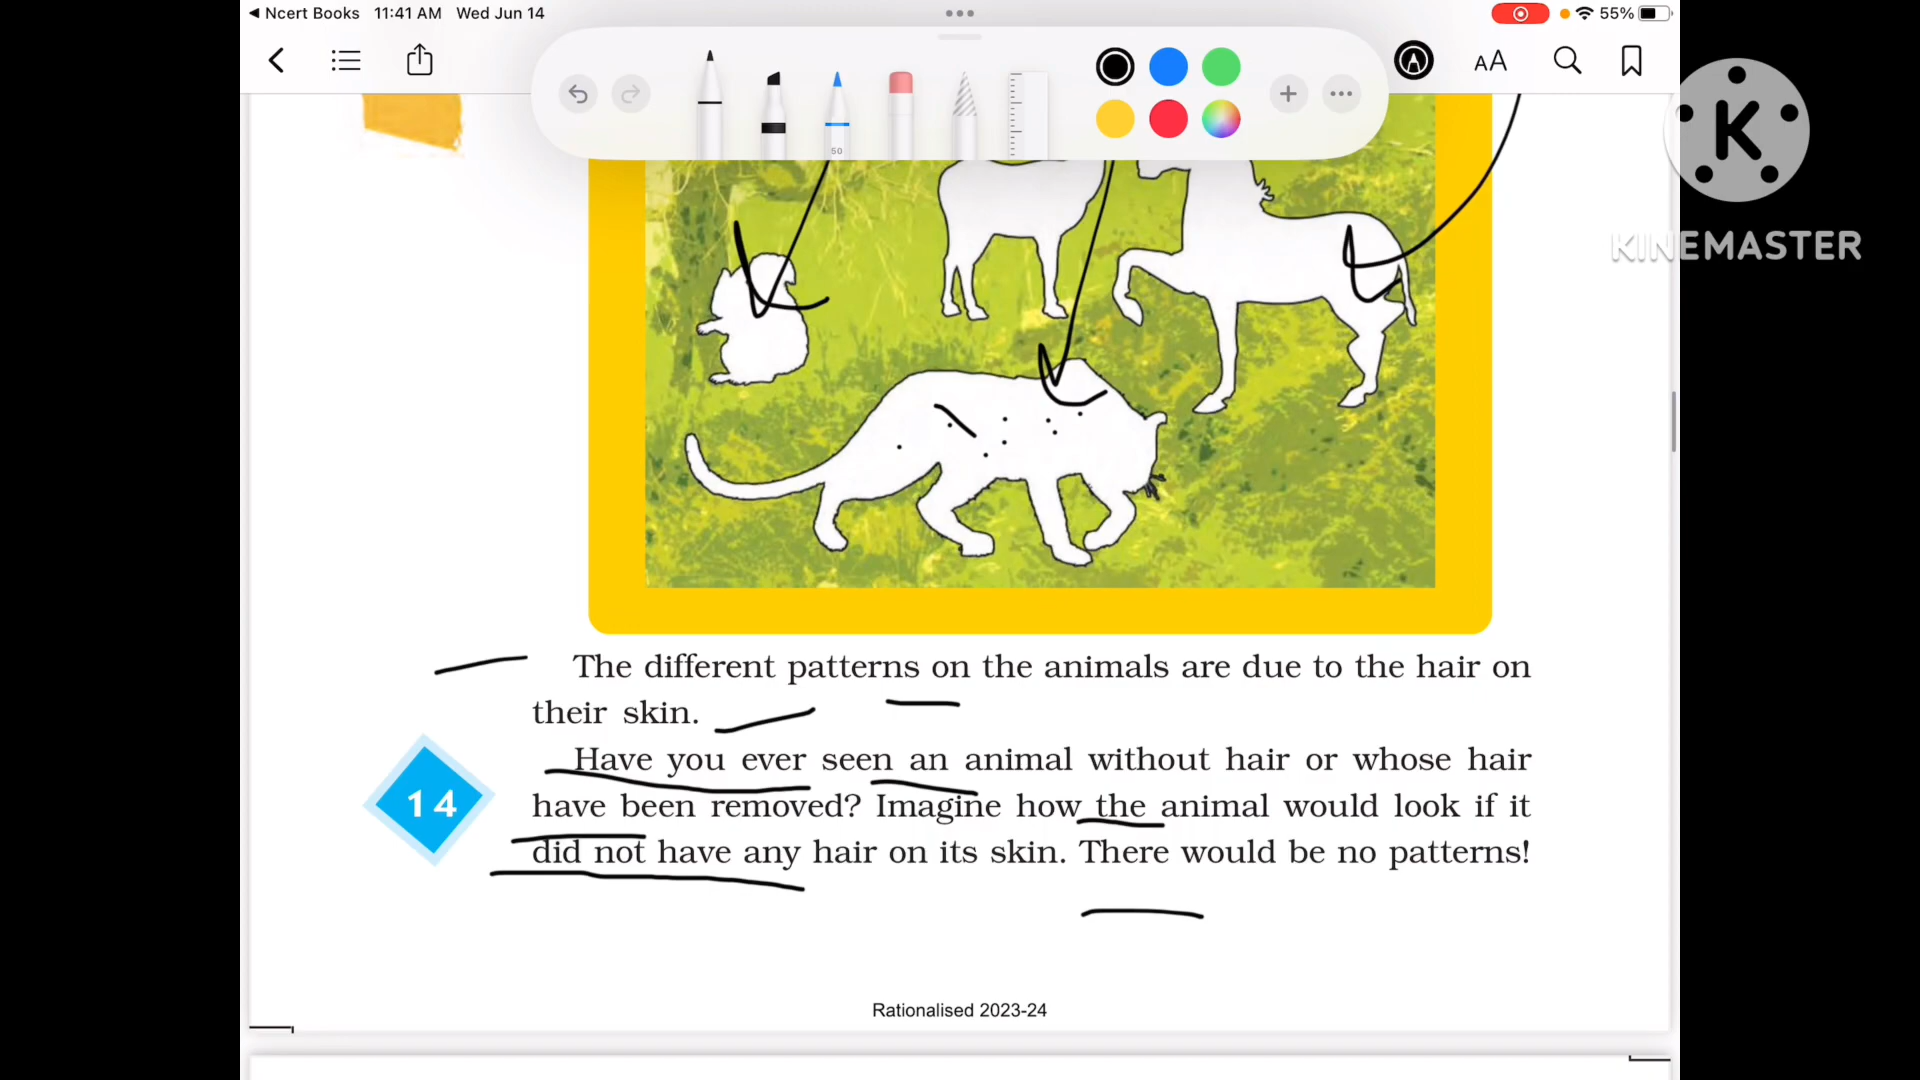 Ncert Books 11:41 AM Wed Jun 14
55%
AA
50
K
KINEMASTER
The different patterns on the animals are due to the hair on
their skin.
Have you ever seen an animal without hair or whose hair
have been removed? Imagine how the animal would look if it
did not have any hair on its skin. There would be no patterns!
14
Rationalised 2023-24